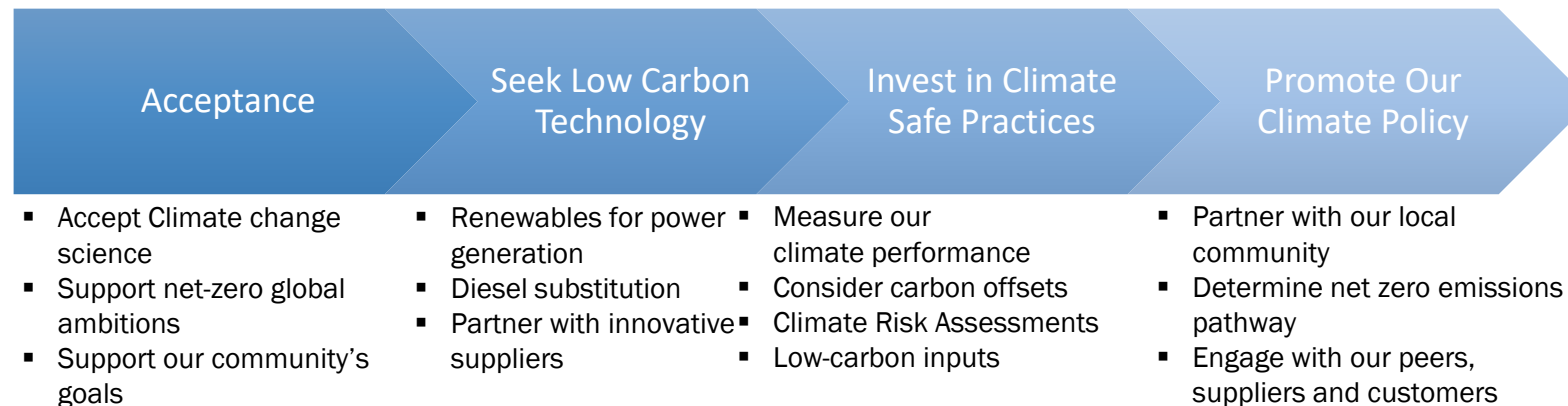 Acceptance
Seek Low Carbon
Technology
Invest in Climate
Safe Practices
Promote Our
Climate Policy
▪ Accept Climate change
science
▪ Support net-zero global
ambitions
▪ Support our community’s
goals
▪ Renewables for power
generation
▪ Diesel substitution
▪ Partner with innovative
suppliers
▪ Measure our
climate performance
▪ Consider carbon offsets
▪ Climate Risk Assessments
▪ Low-carbon inputs
▪ Partner with our local
community
▪ Determine net zero emissions
pathway
▪ Engage with our peers,
suppliers and customers